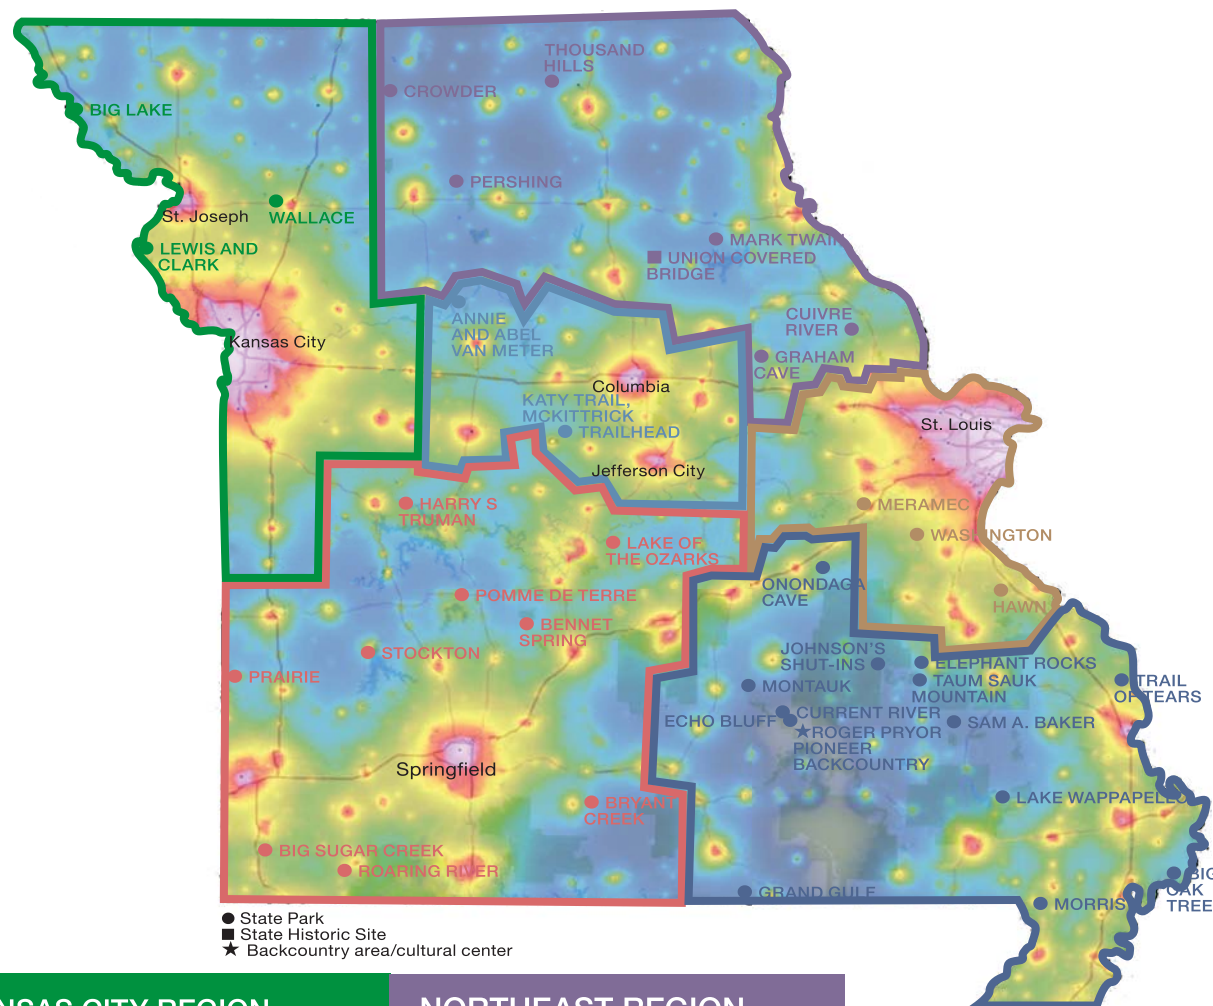 THOUSAND
HILLS
CROWDER
BIG LAKE
PERSHING
St. Joseph
WALLACE
LEWIS AND
CLARK
MARK TWAIN
UNION COVERED
BRIDGE
ANNIE
AND ABEL
VAN METER
CUIVRE
RIVER
GRAHAM
CAVE
Kansas City
Columbia
KATY TRAIL,
MCKITTRICK
TRAILHEAD
St. Louis
Jefferson City
HARRY S
TRUMAN
MERAMEC
WASHINGTON
LAKE OF
THE OZARKS
ONONDAGA
CAVE
POMME DE TERRE
HAWN
BENNET
SPRING
STOCKTON
JOHNSON'S
SHUT-INS
ELEPHANT ROCKS
PRAIRIE
TAUM SAUK
MOUNTAIN
TRAIL
OF TEARS
MONTAUK
CURRENT RIVER
ECHO BLUFF
SAM A. BAKER
ROGER PRYOR
PIONEER
BACKCOUNTRY
Springfield
LAKE WAPPAPELLO
BRYANT
CREEK
BIG SUGAR CREEK
ROARING RIVER
GRAND GULF
BIG
OAK
TREE
MORRIS
State Park
State Historic Site
Backcountry area/cultural center
NSAS CITY REGION
NORTHEAST REGION